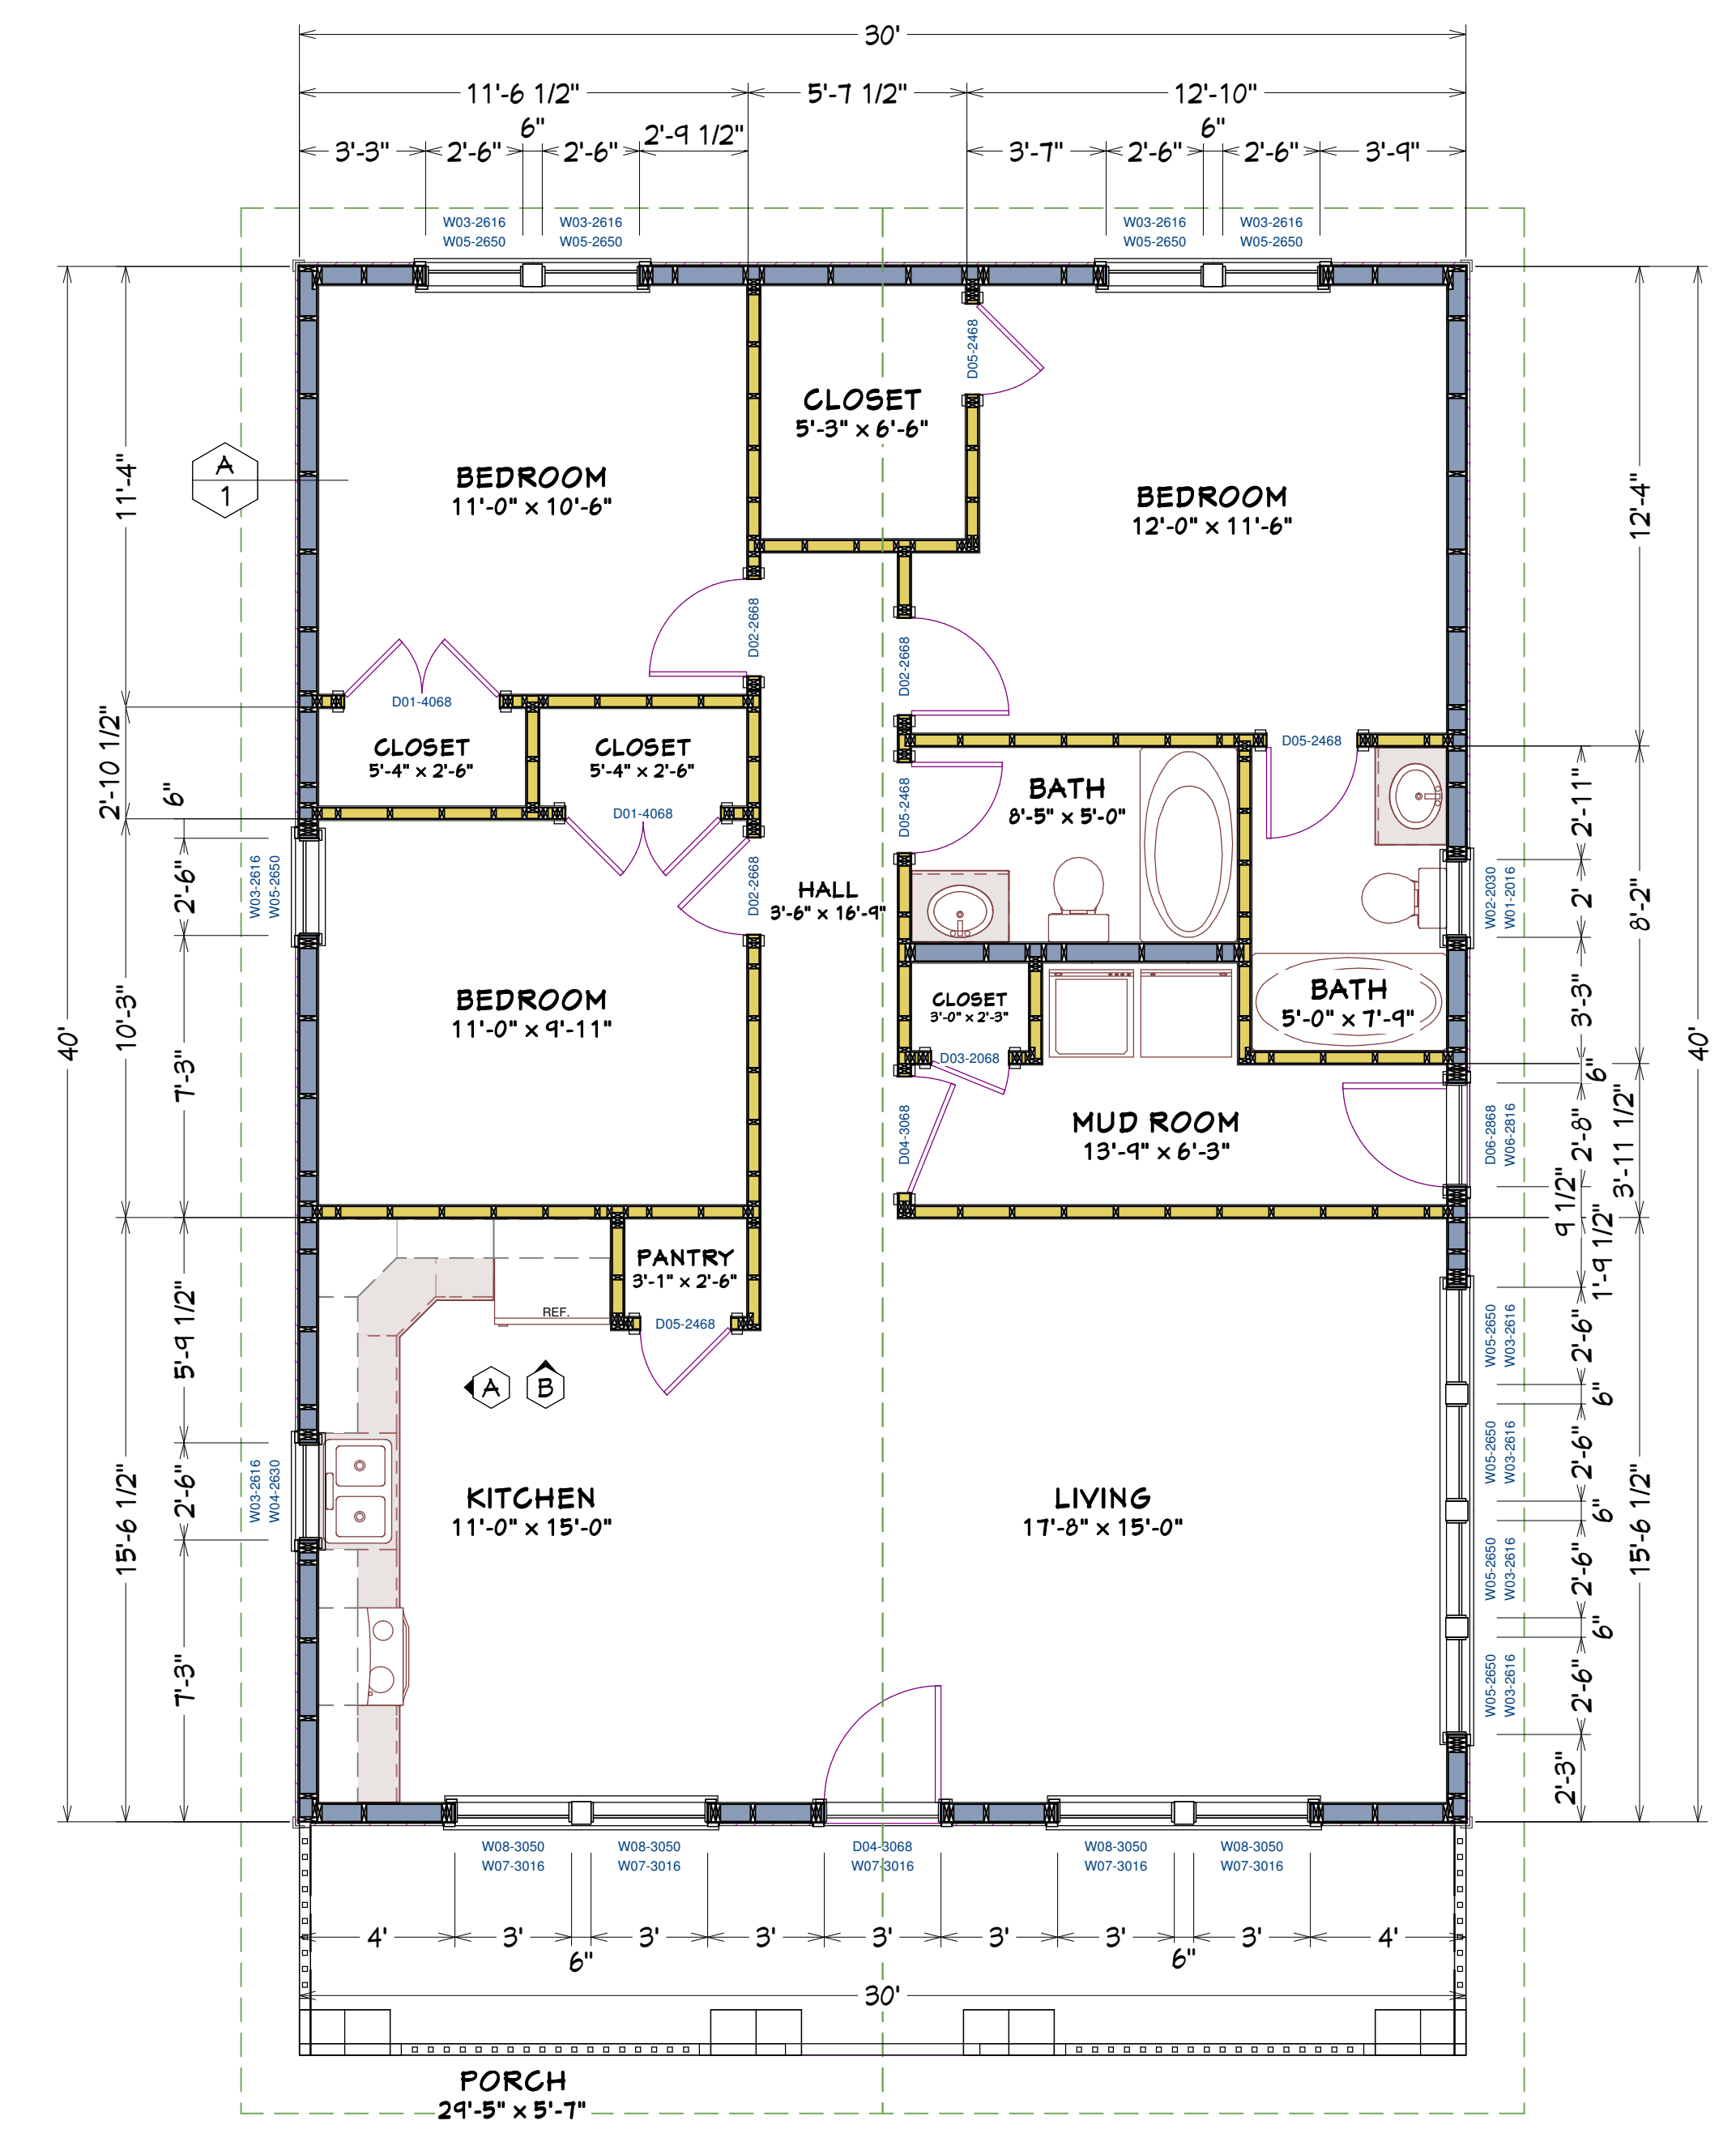 30'
11'-6 1/2" 5'-7 1/2" 12'-10"
6" 6"
3'-3" 2'-6" 2'-6" 2'-9 1/2" 3'-7" 2'-6" 2'-6" 3'-9"
W03-2616 W03-2616 W03-2616 W03-2616
W05-2650 W05-2650 W05-2650 W05-2650
D05-2468
CLOSET
5'-3" x 6'-6"
A
1
11'-4"
BEDROOM
11'-0" x 10'-6"
BEDROOM
12'-0" x 11'-6"
12'-4"
D02-2668
D02-2668
D01-4068
D05-2468
2'-10 1/2"
CLOSET
5'-4" x 2'-6"
CLOSET
5'-4" x 2'-6"
D01-4068
6"
D05-2468
BATH
8'-5" x 5'-0"
2'-11"
W03-2616
W05-2650
2'-6"
D02-2668
HALL
3'-6" x 16'-9"
W02-2030
W01-2016
2'
8'-2"
40'
10'-3"
7'-3"
BEDROOM
11'-0" x 9'-11"
CLOSET
3'-0" x 2'-3"
D03-2068
BATH
5'-0" x 7'-9"
3'-3"
40'
6"
D04-3068
MUD ROOM
13'-9" x 6'-3"
D06-2868
W06-2816
2'-8"
3'-11 1/2"
9 1/2"
1'-9 1/2"
PANTRY
3'-1" x 2'-6"
REF.
D05-2468
5'-9 1/2"
A B
W05-2650
W03-2616
2'-6"
6"
W03-2616
W04-2630
2'-6"
15'-6 1/2"
KITCHEN
11'-0" x 15'-0"
LIVING
17'-8" x 15'-0"
W05-2650
W03-2616
2'-6"
6"
15'-6 1/2"
W05-2650
W03-2616
2'-6"
6"
7'-3"
W05-2650
W03-2616
2'-6"
2'-3"
W08-3050 W08-3050 D04-3068 W08-3050 W08-3050
W07-3016 W07-3016 W07-3016 W07-3016 W07-3016
4' 3' 3' 3' 3' 3' 3' 3' 4'
6" 6"
30'
PORCH
29'-5" x 5'-7"